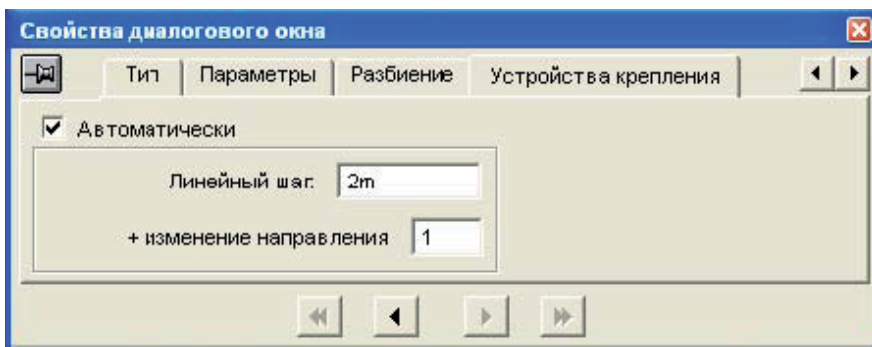 Свойства диалогового окна
Тип Параметры Разбиение Устройства крепления
Автоматически
Линейный шаг: 2m
+ изменение направления 1